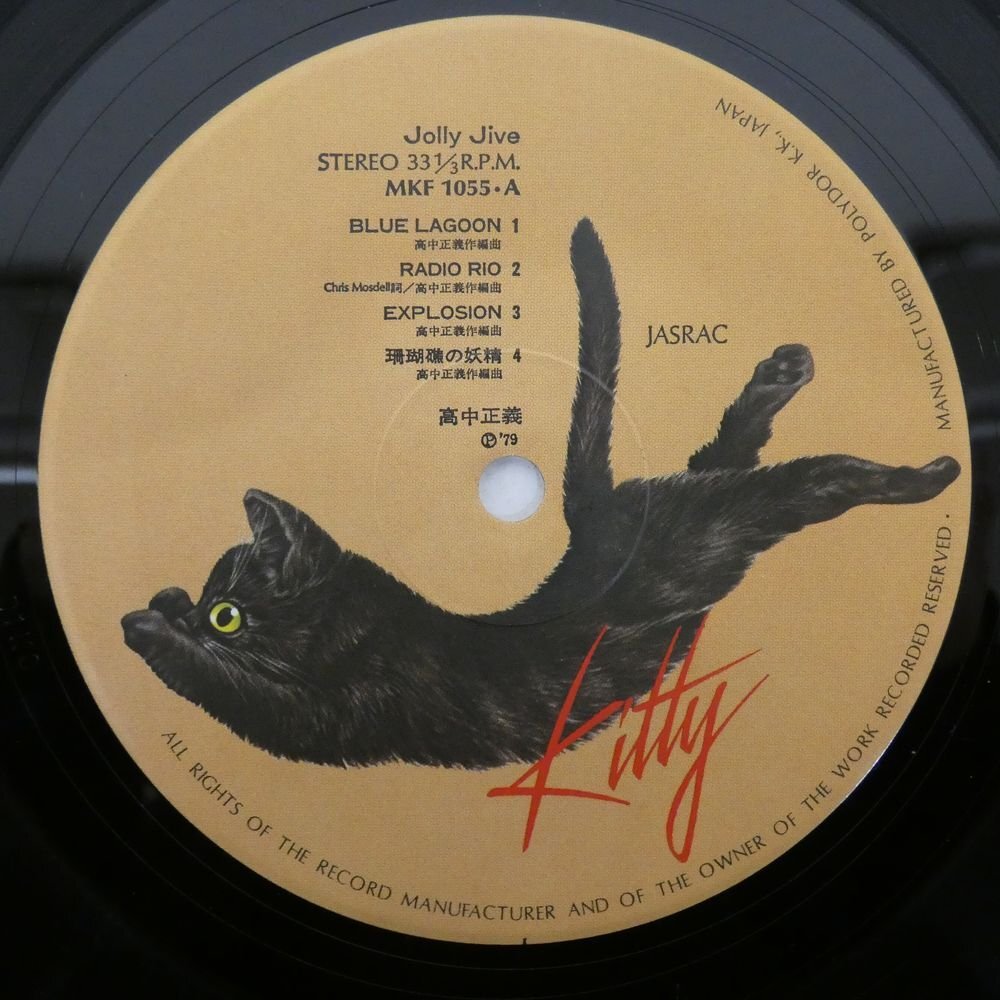 Jolly Jive
STEREO 33 1/3 R.P.M.
MKF 1055・A
BLUE LAGOON 1
高中正義作編曲
RADIO RIO 2
Chris Mosdell詞／高中正義作編曲
EXPLOSION 3
高中正義作編曲
珊瑚礁の妖精 4
高中正義作編曲
高中正義
Ⓟ'79
JASRAC
Kitty
ALL RIGHTS OF THE RECORD MANUFACTURER AND OF THE OWNER OF THE WORK RECORDED RESERVED. MANUFACTURED BY POLYDOR K.K., JAPAN